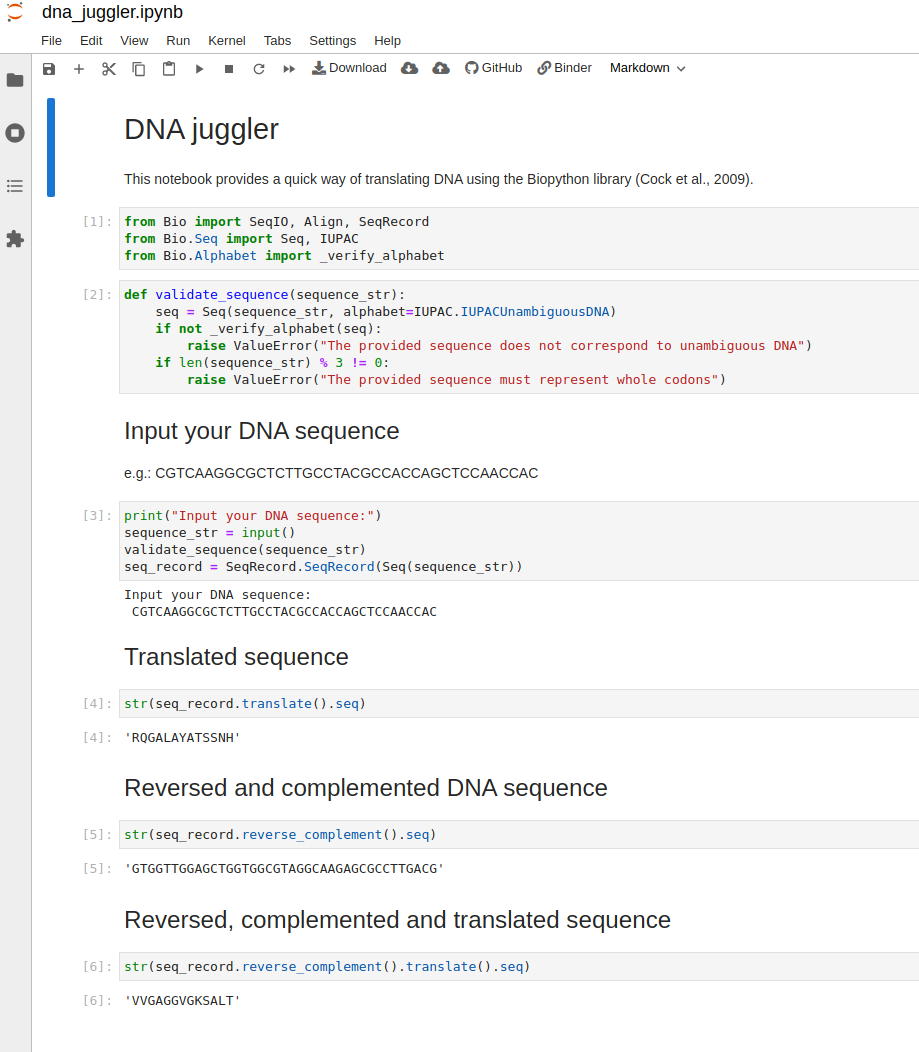 dna_juggler.ipynb
File Edit View Run Kernel Tabs Settings Help
Download GitHub Binder Markdown
DNA juggler
This notebook provides a quick way of translating DNA using the Biopython library (Cock et al., 2009).
[1]: from Bio import SeqIO, Align, SeqRecord
from Bio.Seq import Seq, IUPAC
from Bio.Alphabet import _verify_alphabet
[2]: def validate_sequence(sequence_str):
    seq = Seq(sequence_str, alphabet=IUPAC.IUPACUnambiguousDNA)
    if not _verify_alphabet(seq):
        raise ValueError("The provided sequence does not correspond to unambiguous DNA")
    if len(sequence_str) % 3 != 0:
        raise ValueError("The provided sequence must represent whole codons")
Input your DNA sequence
e.g.: CGTCAAGGCGCTCTTGCCTACGCCACCAGCTCCAACCAC
[3]: print("Input your DNA sequence:")
sequence_str = input()
validate_sequence(sequence_str)
seq_record = SeqRecord.SeqRecord(Seq(sequence_str))
Input your DNA sequence:
CGTCAAGGCGCTCTTGCCTACGCCACCAGCTCCAACCAC
Translated sequence
[4]: str(seq_record.translate().seq)
[4]: 'RQGALAYATSSNH'
Reversed and complemented DNA sequence
[5]: str(seq_record.reverse_complement().seq)
[5]: 'GTGGTTGGAGCTGGTGGCGTAGGCAAGAGCGCCTTGACG'
Reversed, complemented and translated sequence
[6]: str(seq_record.reverse_complement().translate().seq)
[6]: 'VVGAGGVGKSALT'